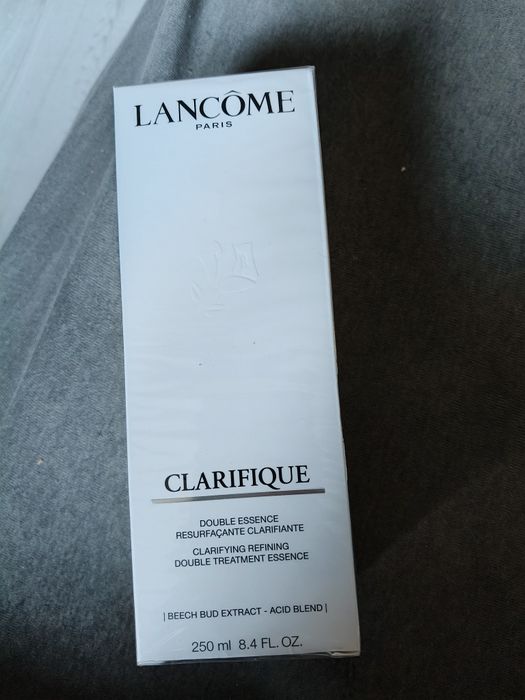 LANCÔME
PARIS
CLARIFIQUE
DOUBLE ESSENCE
RESURFAÇANTE CLARIFIANTE
CLARIFYING REFINING
DOUBLE TREATMENT ESSENCE
| BEECH BUD EXTRACT - ACID BLEND |
250 ml 8.4 FL. OZ.